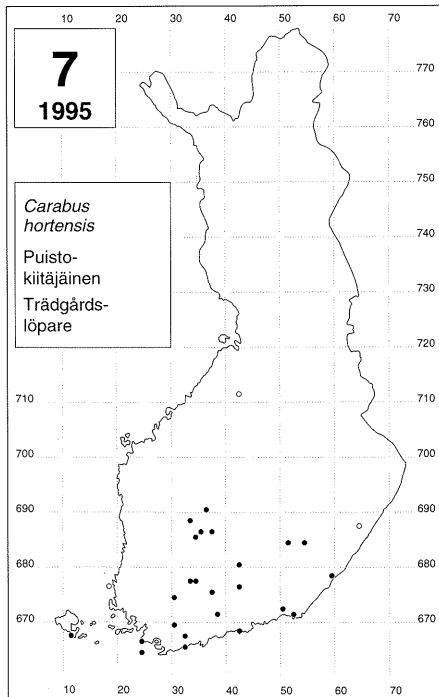 10 20 30 40 50 60 70
7
1995
770
760
Carabus
hortensis
Puisto-
kiitäjäinen
Trädgårds-
löpare
750
740
730
720
710 710
700 700
690 690
680 680
670 670
10 20 30 40 50 60 70